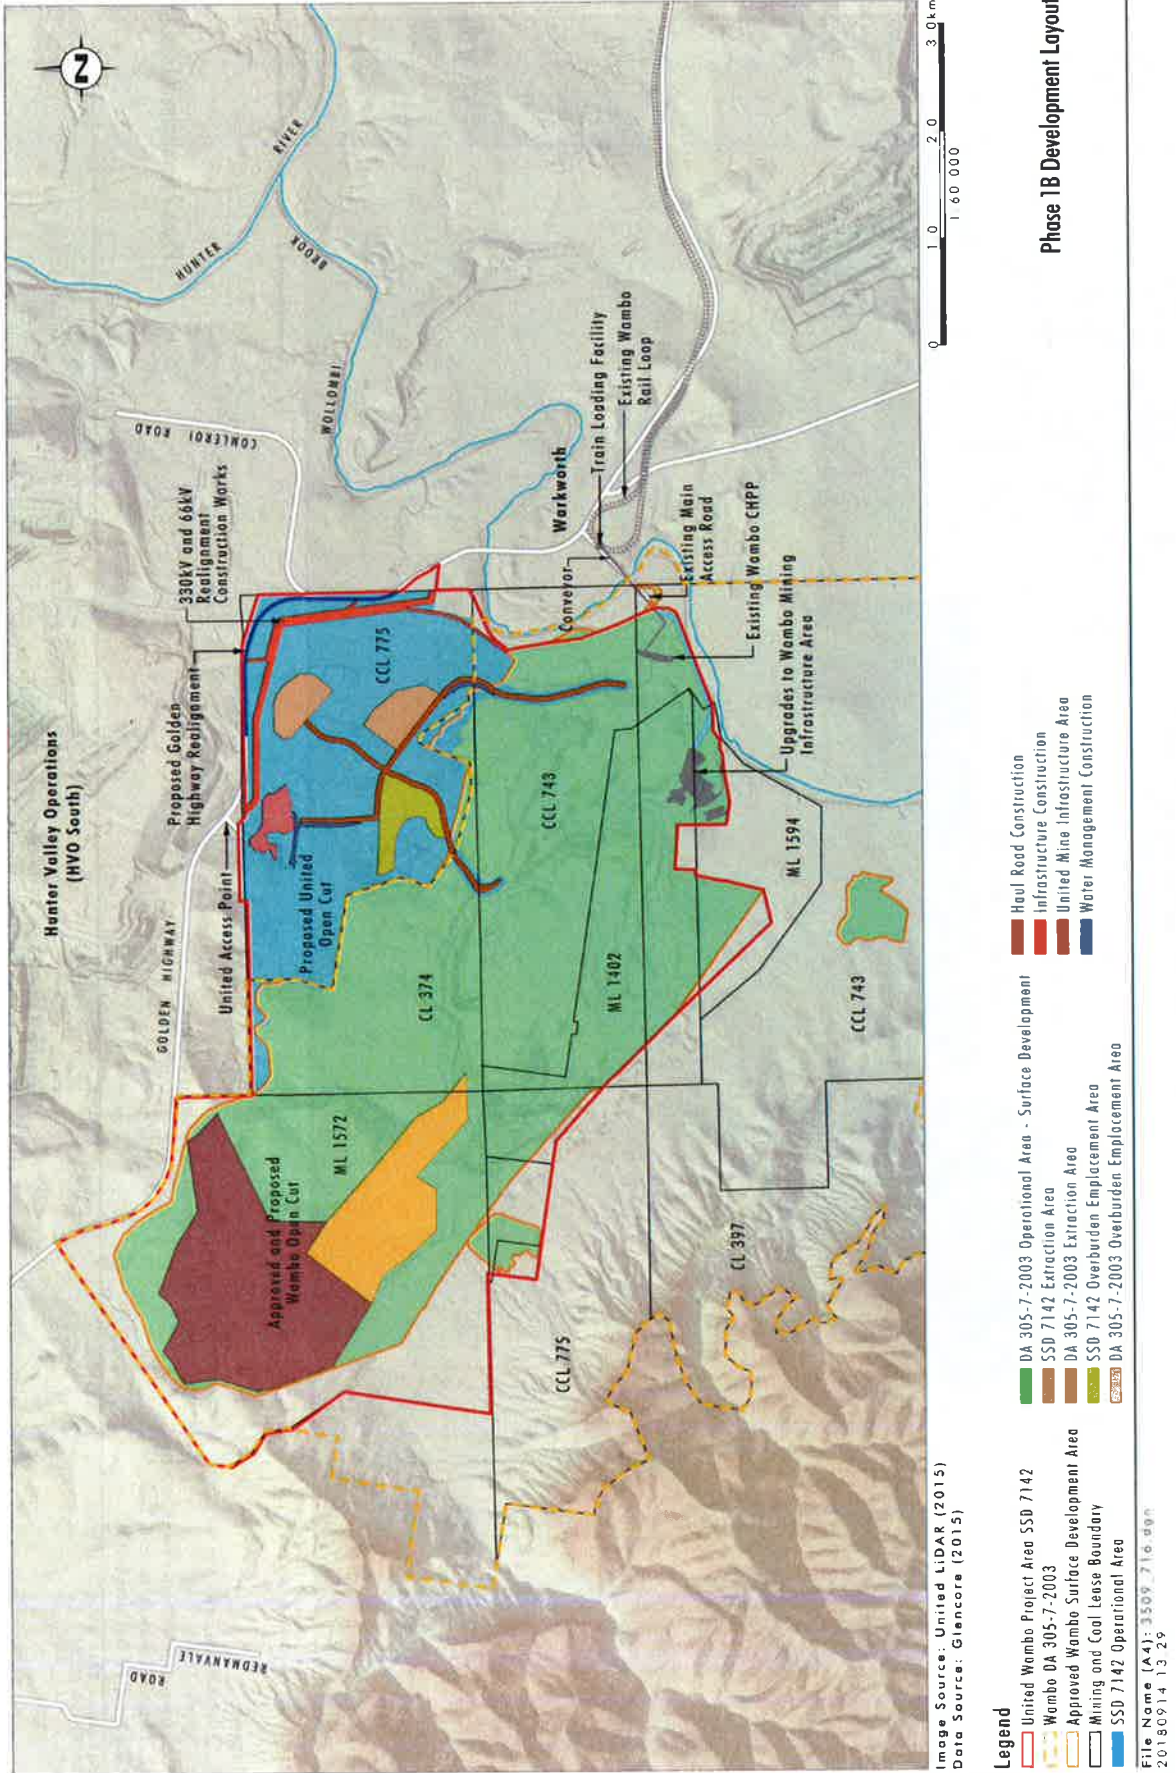 N
Hunter Valley Operations
(HVO South)
GOLDEN HIGHWAY
United Access Point
Proposed Golden
Highway Realignment
330kV and 66kV
Realignment
Construction Works
COMLEROI ROAD
HUNTER
RIVER
WOLLOMBI
BROOK
REDMANVALE
ROAD
Approved and Proposed
Wambo Open Cut
ML 1572
Proposed United
Open Cut
CCL 775
CL 374
CCL 743
ML 1402
Warkworth
Train Loading Facility
Existing Wambo
Rail Loop
Conveyor
Existing Main
Access Road
Existing Wambo CHPP
Upgrades to Wambo Mining
Infrastructure Area
ML 1594
CCL 743
CL 397
CCL 775
Image Source: United LiDAR (2015)
Data Source: Glencore (2015)
0 1 0 2 0 3 0km
1 60 000
Legend
United Wambo Project Area SSD 7142
Wambo DA 305-7-2003
Approved Wambo Surface Development Area
Mining and Coal Lease Boundary
SSD 7142 Operational Area
DA 305-7-2003 Operational Area - Surface Development
SSD 7142 Extraction Area
DA 305-7-2003 Extraction Area
SSD 7142 Overburden Emplacement Area
DA 305-7-2003 Overburden Emplacement Area
Haul Road Construction
Infrastructure Construction
United Mine Infrastructure Area
Water Management Construction
Phase 1B Development Layout
File Name (A4): 3509_716.dgn
20180914 13 29